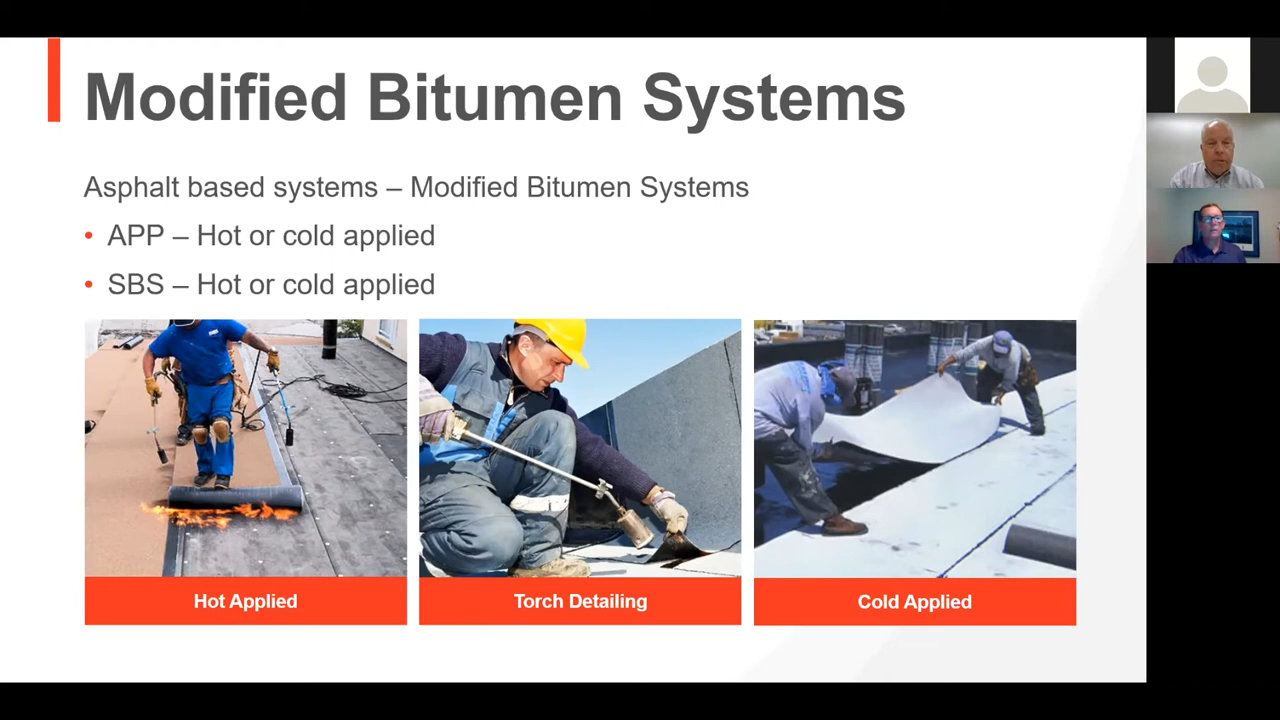 Modified Bitumen Systems
Asphalt based systems – Modified Bitumen Systems
• APP – Hot or cold applied
• SBS – Hot or cold applied
Hot Applied
Torch Detailing
Cold Applied